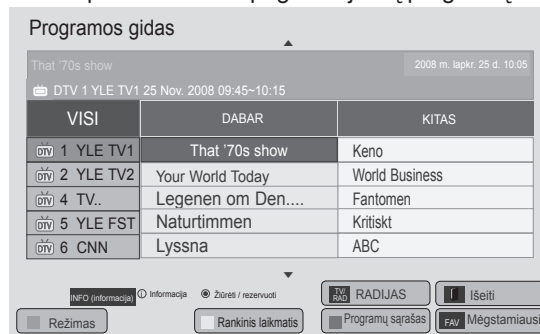 Programos gidas
That '70s show 2008 m. lapkr. 25 d. 10:05
DTV 1 YLE TV1 25 Nov. 2008 09:45~10:15
VISI DABAR KITAS
DTV 1 YLE TV1 That '70s show Keno
DTV 2 YLE TV2 Your World Today World Business
DTV 4 TV.. Legenen om Den.... Fantomen
DTV 5 YLE FST Naturtimmen Kritiskt
DTV 6 CNN Lyssna ABC
INFO (informacija) i Informacija Žiūrėti / rezervuoti TV/RAD RADIJAS Išeiti
Režimas Rankinis laikmatis Programų sąrašas FAV Mėgstamiausi